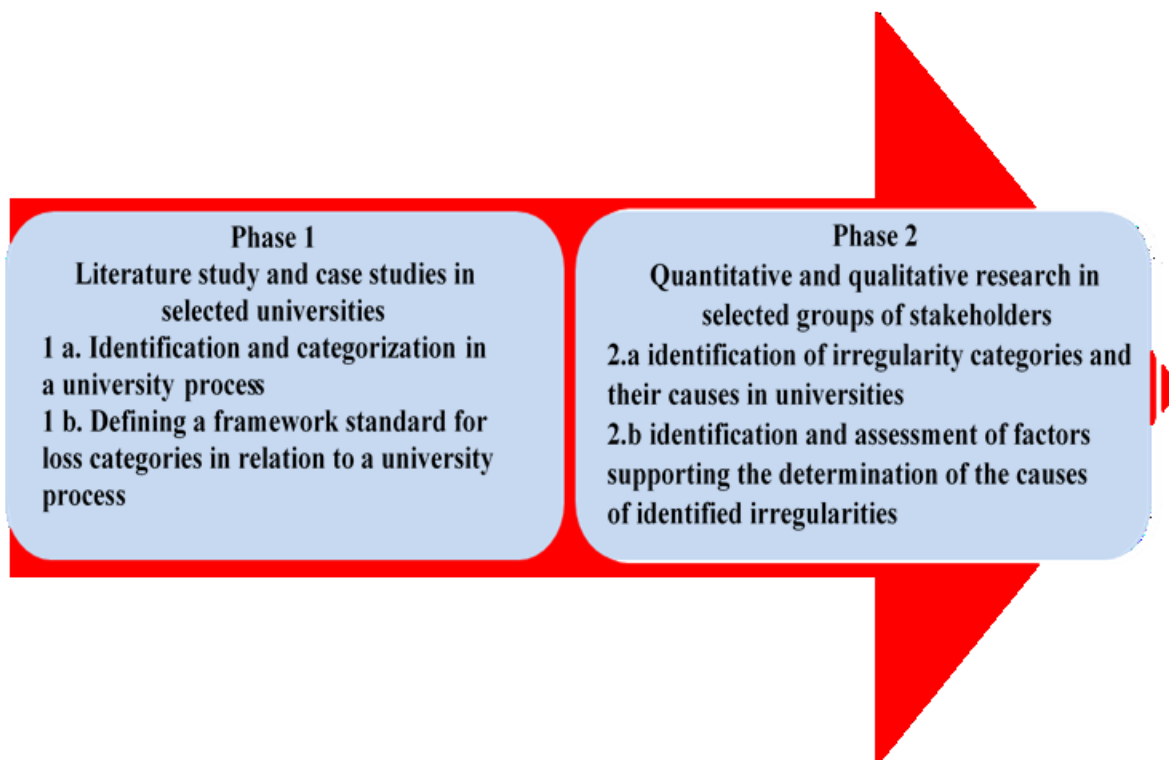 Phase 1
Literature study and case studies in
selected universities
1 a. Identification and categorization in
a university process
1 b. Defining a framework standard for
loss categories in relation to a university
process
Phase 2
Quantitative and qualitative research in
selected groups of stakeholders
2.a identification of irregularity categories and
their causes in universities
2.b identification and assessment of factors
supporting the determination of the causes
of identified irregularities